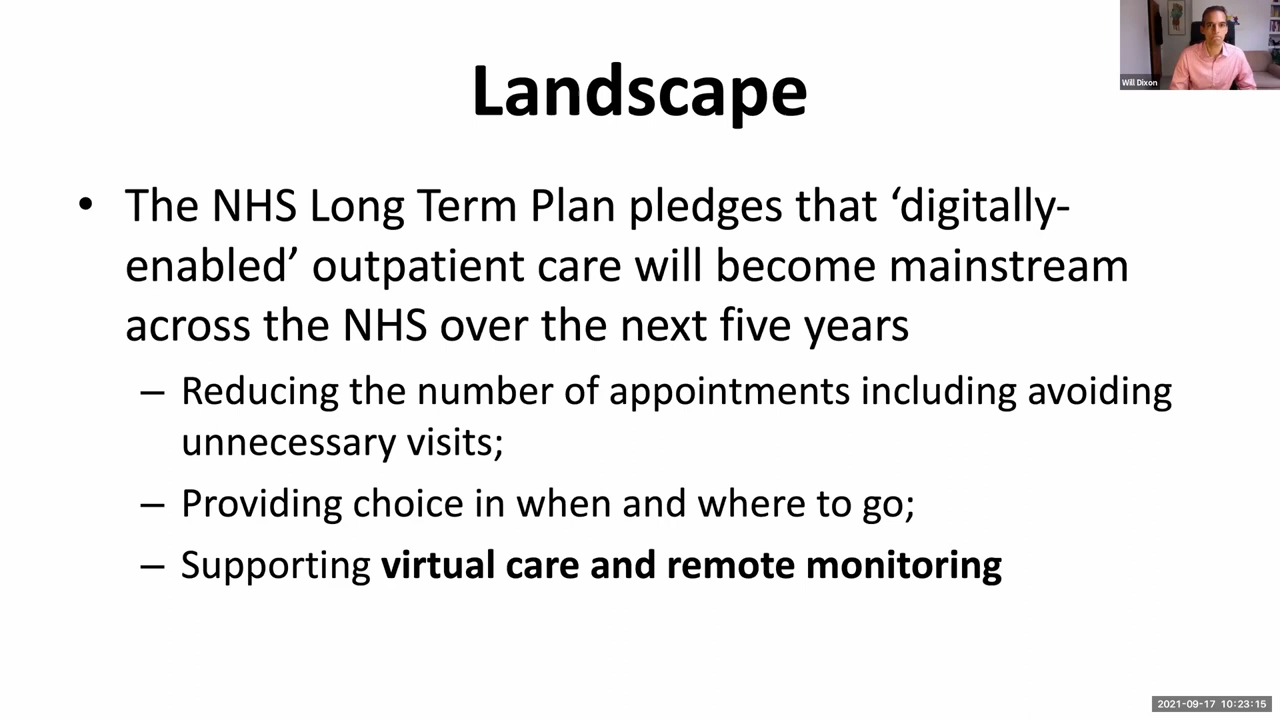 Will Dixon
Landscape
• The NHS Long Term Plan pledges that ‘digitally-
enabled’ outpatient care will become mainstream
across the NHS over the next five years
– Reducing the number of appointments including avoiding
unnecessary visits;
– Providing choice in when and where to go;
– Supporting virtual care and remote monitoring
2021-09-17 10:23:15